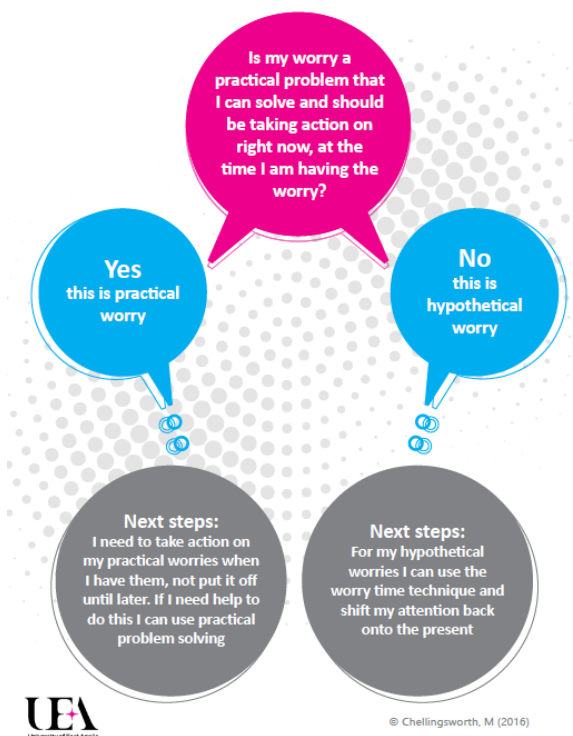 Is my worry a
practical problem that
I can solve and should
be taking action on
right now, at the
time I am having the
worry?
Yes
this is practical
worry
No
this is
hypothetical
worry
Next steps:
I need to take action on
my practical worries when
I have them, not put it off
until later. If I need help to
do this I can use practical
problem solving
Next steps:
For my hypothetical
worries I can use the
worry time technique and
shift my attention back
onto the present
UEA
© Chellingsworth, M (2016)